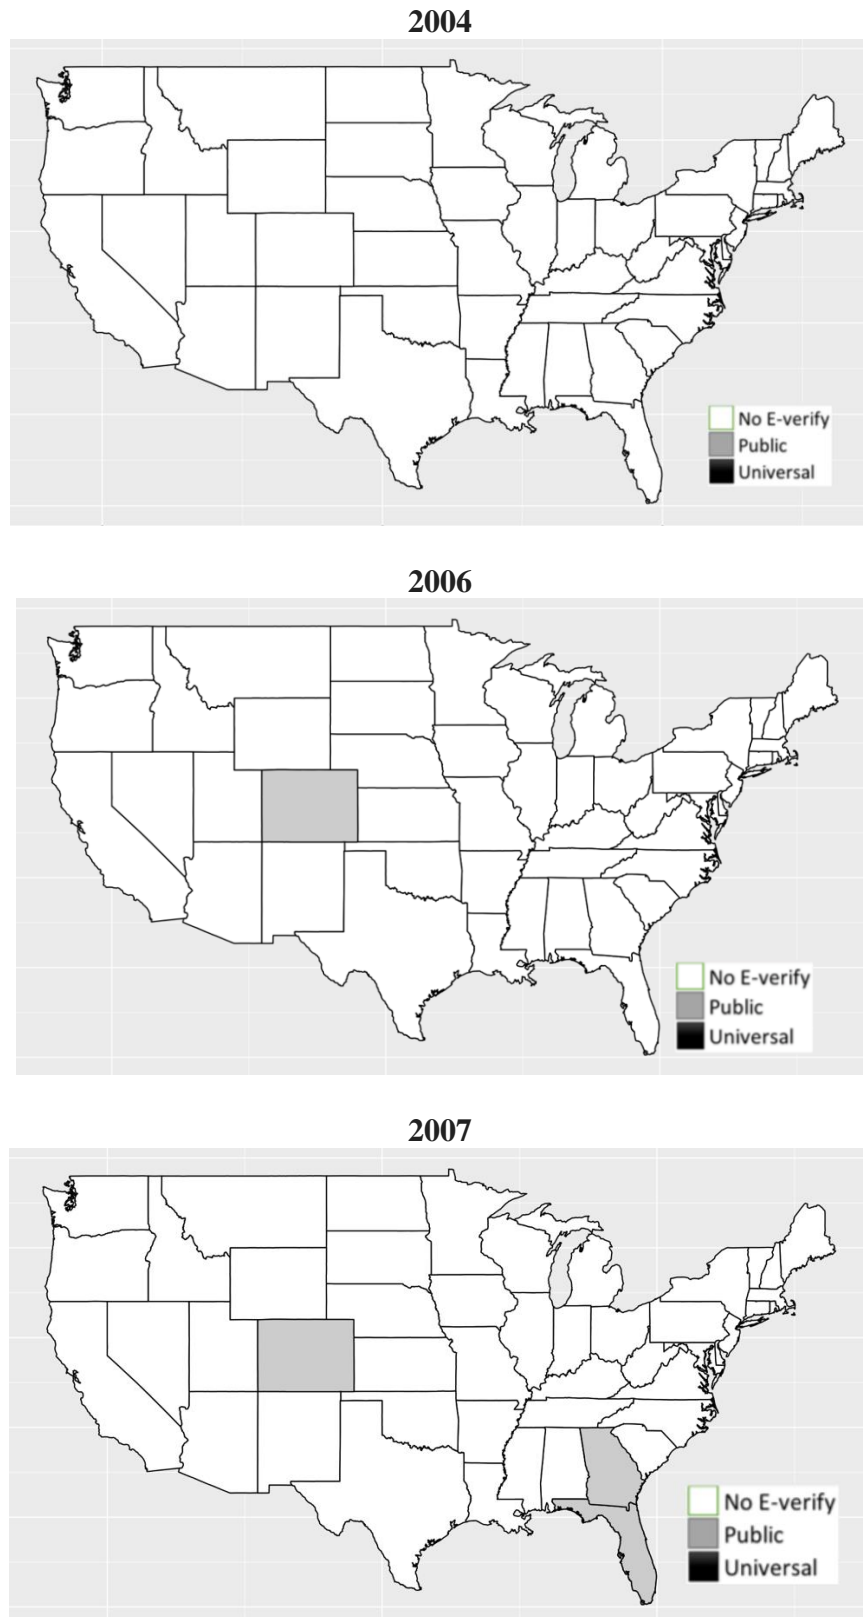 2004
No E-verify
Public
Universal
2006
No E-verify
Public
Universal
2007
No E-verify
Public
Universal